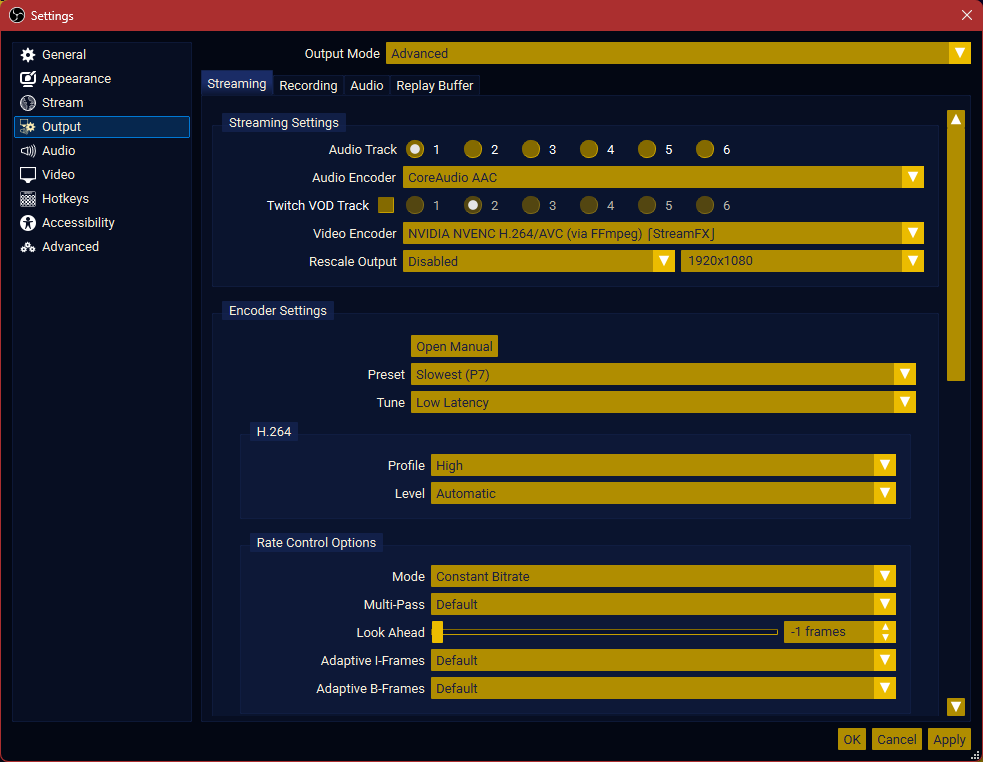 Settings
General
Appearance
Stream
Output
Audio
Video
Hotkeys
Accessibility
Advanced
Output Mode Advanced
Streaming Recording Audio Replay Buffer
Streaming Settings
Audio Track 1 2 3 4 5 6
Audio Encoder CoreAudio AAC
Twitch VOD Track 1 2 3 4 5 6
Video Encoder NVIDIA NVENC H.264/AVC (via FFmpeg) ⌈StreamFX⌋
Rescale Output Disabled 1920x1080
Encoder Settings
Open Manual
Preset Slowest (P7)
Tune Low Latency
H.264
Profile High
Level Automatic
Rate Control Options
Mode Constant Bitrate
Multi-Pass Default
Look Ahead -1 frames
Adaptive I-Frames Default
Adaptive B-Frames Default
OK Cancel Apply